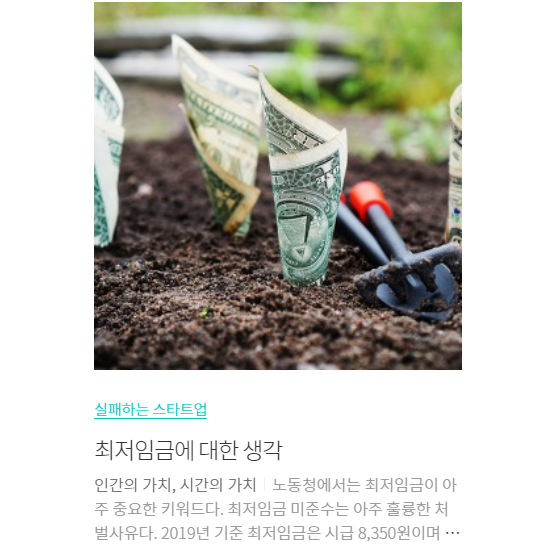 실패하는 스타트업
최저임금에 대한 생각
인간의 가치, 시간의 가치 | 노동청에서는 최저임금이 아
주 중요한 키워드다. 최저임금 미준수는 아주 훌륭한 처
벌사유다. 2019년 기준 최저임금은 시급 8,350원이며 …